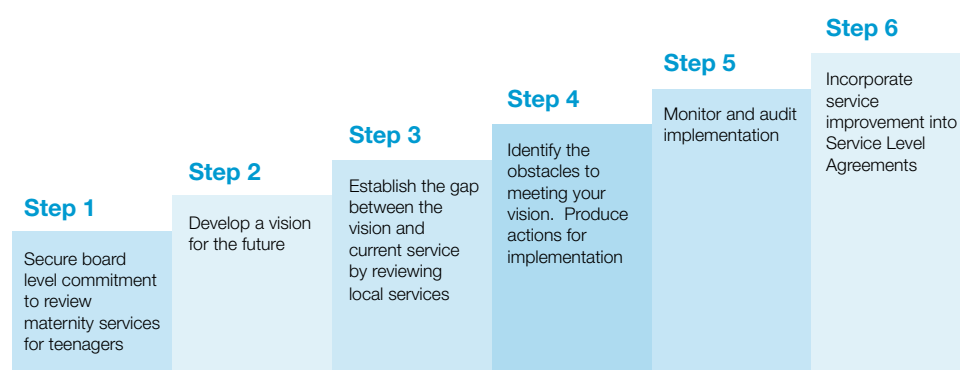 Step 1
Secure board
level commitment
to review
maternity services
for teenagers
Step 2
Develop a vision
for the future
Step 3
Establish the gap
between the
vision and
current service
by reviewing
local services
Step 4
Identify the
obstacles to
meeting your
vision.  Produce
actions for
implementation
Step 5
Monitor and audit
implementation
Step 6
Incorporate
service
improvement into
Service Level
Agreements